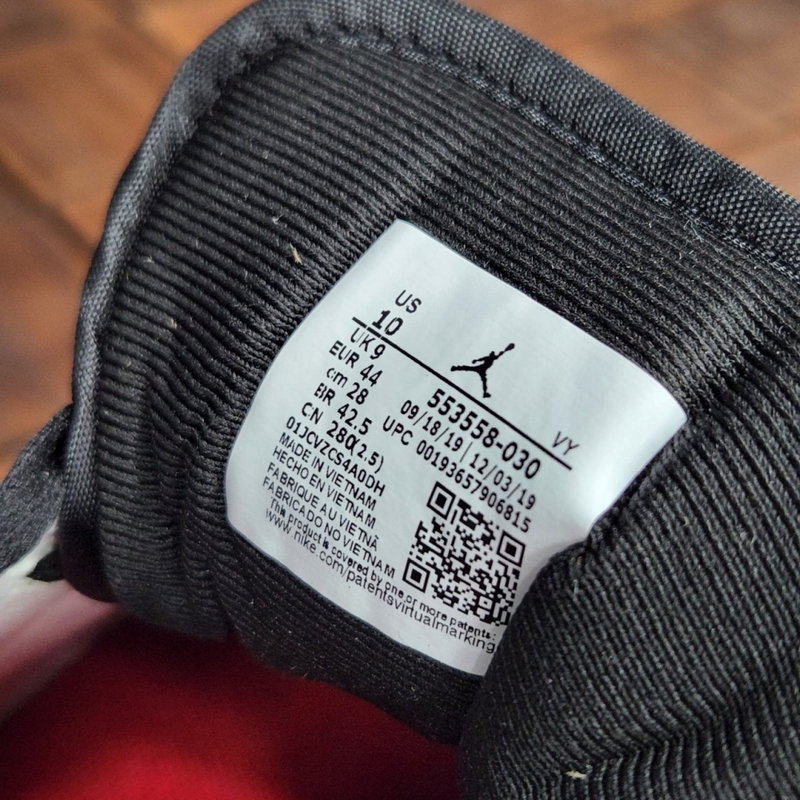 US
10
UK 9
EUR 44
cm 28
BR 42.5
CN 280(2.5)
01JCVZCS4A0DH
MADE IN VIETNAM
HECHO EN VIETNAM
FABRIQUE AU VIETNA
FABRICADO NO VIETNAM
This product is covered by one or more patents:
www.nike.com/patentsvirtualmarking
VY
553558-030
09/18/19 | 12/03/19
UPC 00193657906815